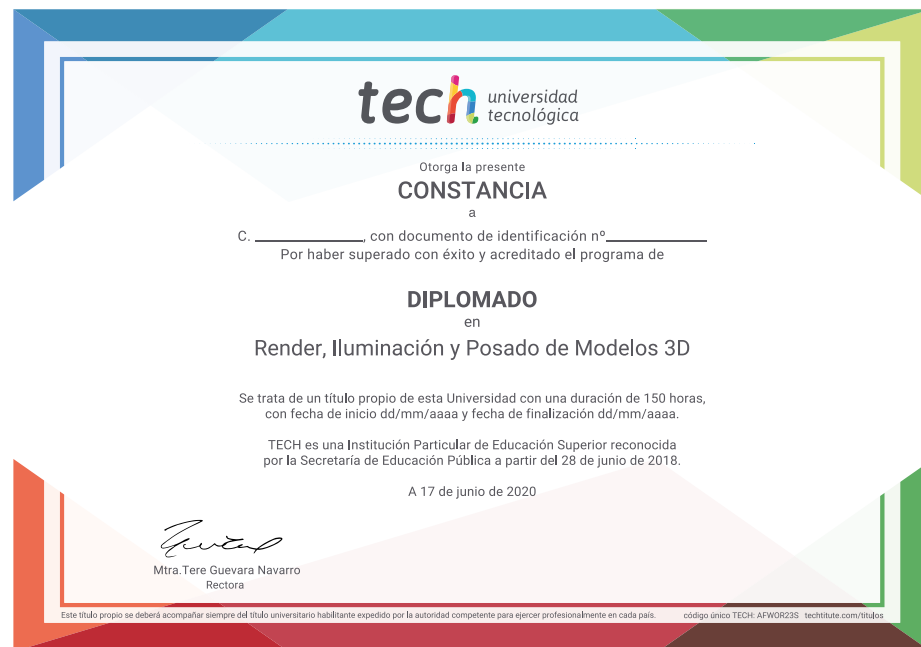 tech universidad
tecnológica
Otorga la presente
CONSTANCIA
a
C. ____________, con documento de identificación nº___________
Por haber superado con éxito y acreditado el programa de
DIPLOMADO
en
Render, Iluminación y Posado de Modelos 3D
Se trata de un título propio de esta Universidad con una duración de 150 horas,
con fecha de inicio dd/mm/aaaa y fecha de finalización dd/mm/aaaa.
TECH es una Institución Particular de Educación Superior reconocida
por la Secretaría de Educación Pública a partir del 28 de junio de 2018.
A 17 de junio de 2020
Mtra.Tere Guevara Navarro
Rectora
Este título propio se deberá acompañar siempre del título universitario habilitante expedido por la autoridad competente para ejercer profesionalmente en cada país. código único TECH: AFWOR23S techtitute.com/titulos